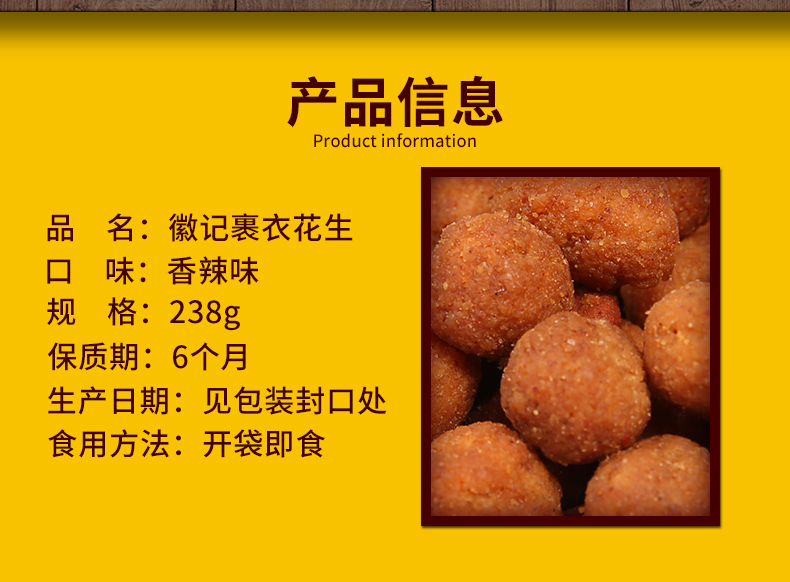 产品信息
Product information
品 名：徽记裹衣花生
口 味：香辣味
规 格：238g
保质期：6个月
生产日期：见包装封口处
食用方法：开袋即食